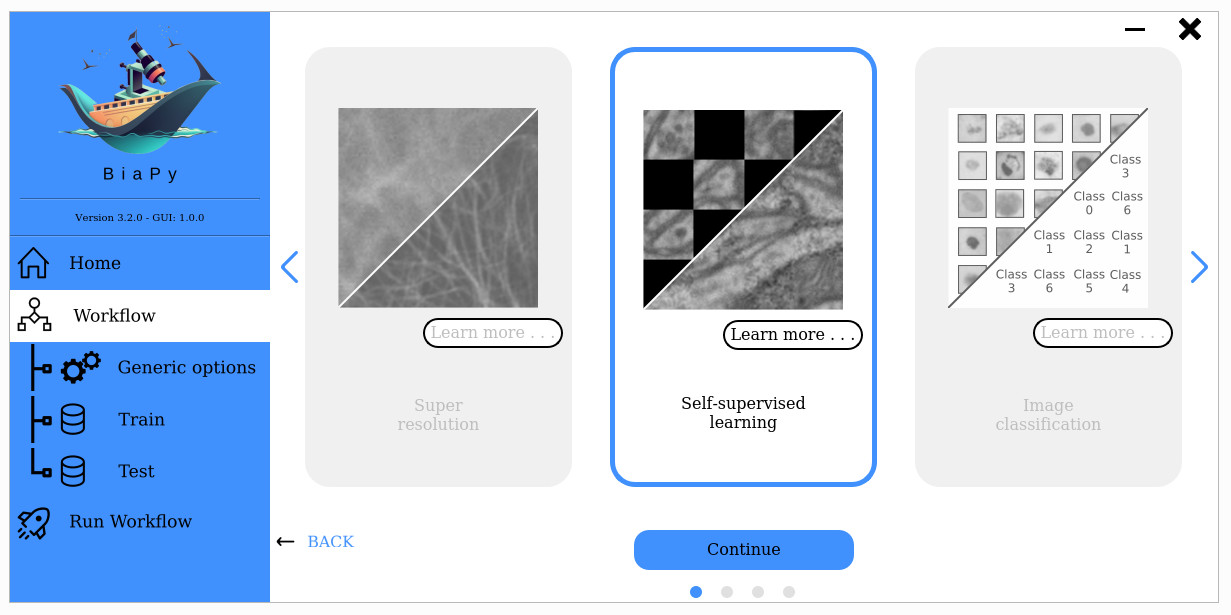 BiaPy
Version 3.2.0 - GUI: 1.0.0
Home
Workflow
Generic options
Train
Test
Run Workflow
Learn more . . .
Super
resolution
Learn more . . .
Self-supervised
learning
Class
3
Class
0
Class
6
Class
1
Class
2
Class
1
Class
3
Class
6
Class
5
Class
4
Learn more . . .
Image
classification
BACK
Continue